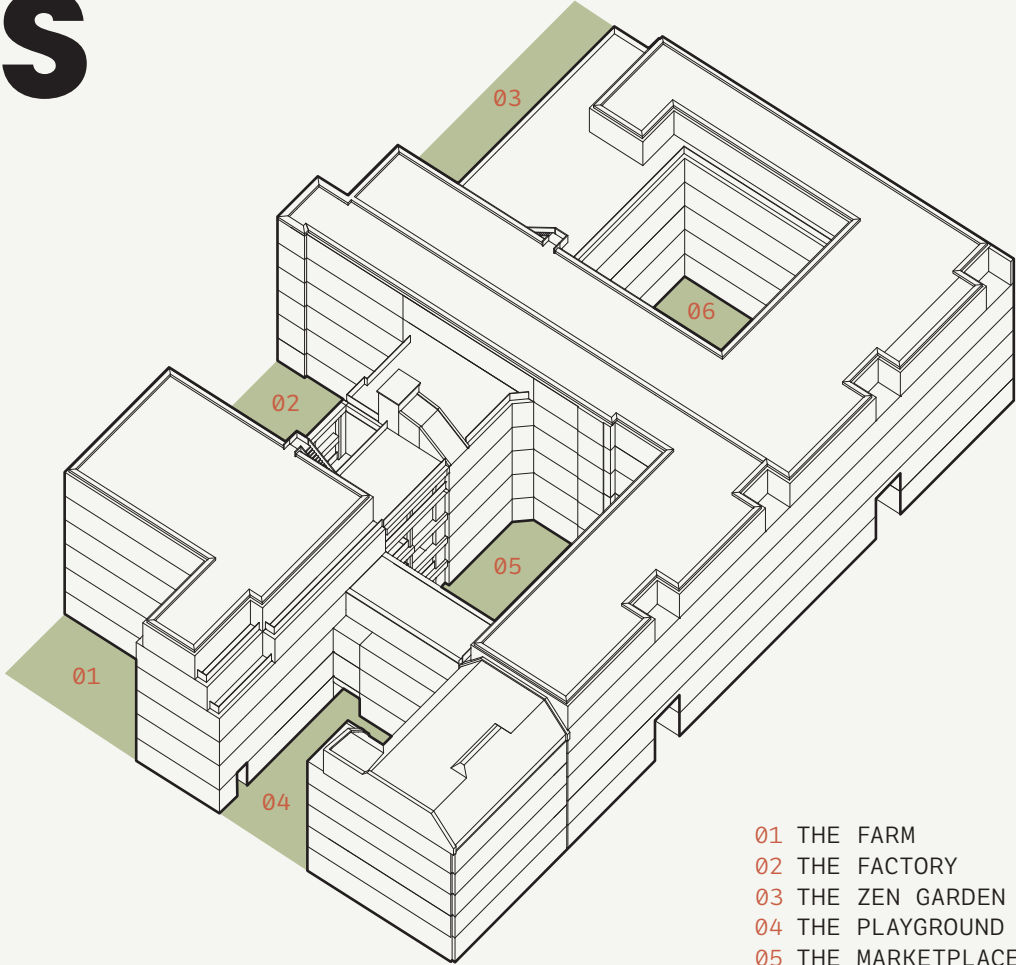 S
03
06
02
05
01
04
01 THE FARM
02 THE FACTORY
03 THE ZEN GARDEN
04 THE PLAYGROUND
05 THE MARKETPLACE